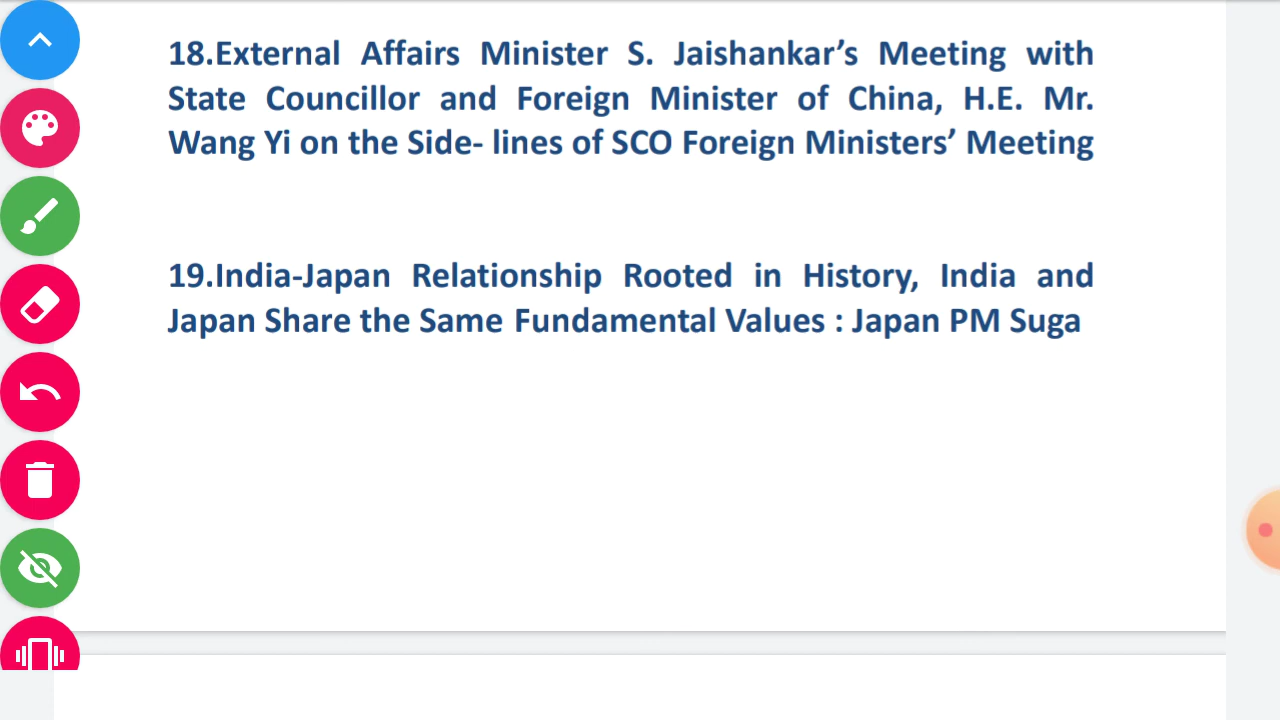 18.External Affairs Minister S. Jaishankar’s Meeting with
State Councillor and Foreign Minister of China, H.E. Mr.
Wang Yi on the Side- lines of SCO Foreign Ministers’ Meeting
19.India-Japan Relationship Rooted in History, India and
Japan Share the Same Fundamental Values : Japan PM Suga